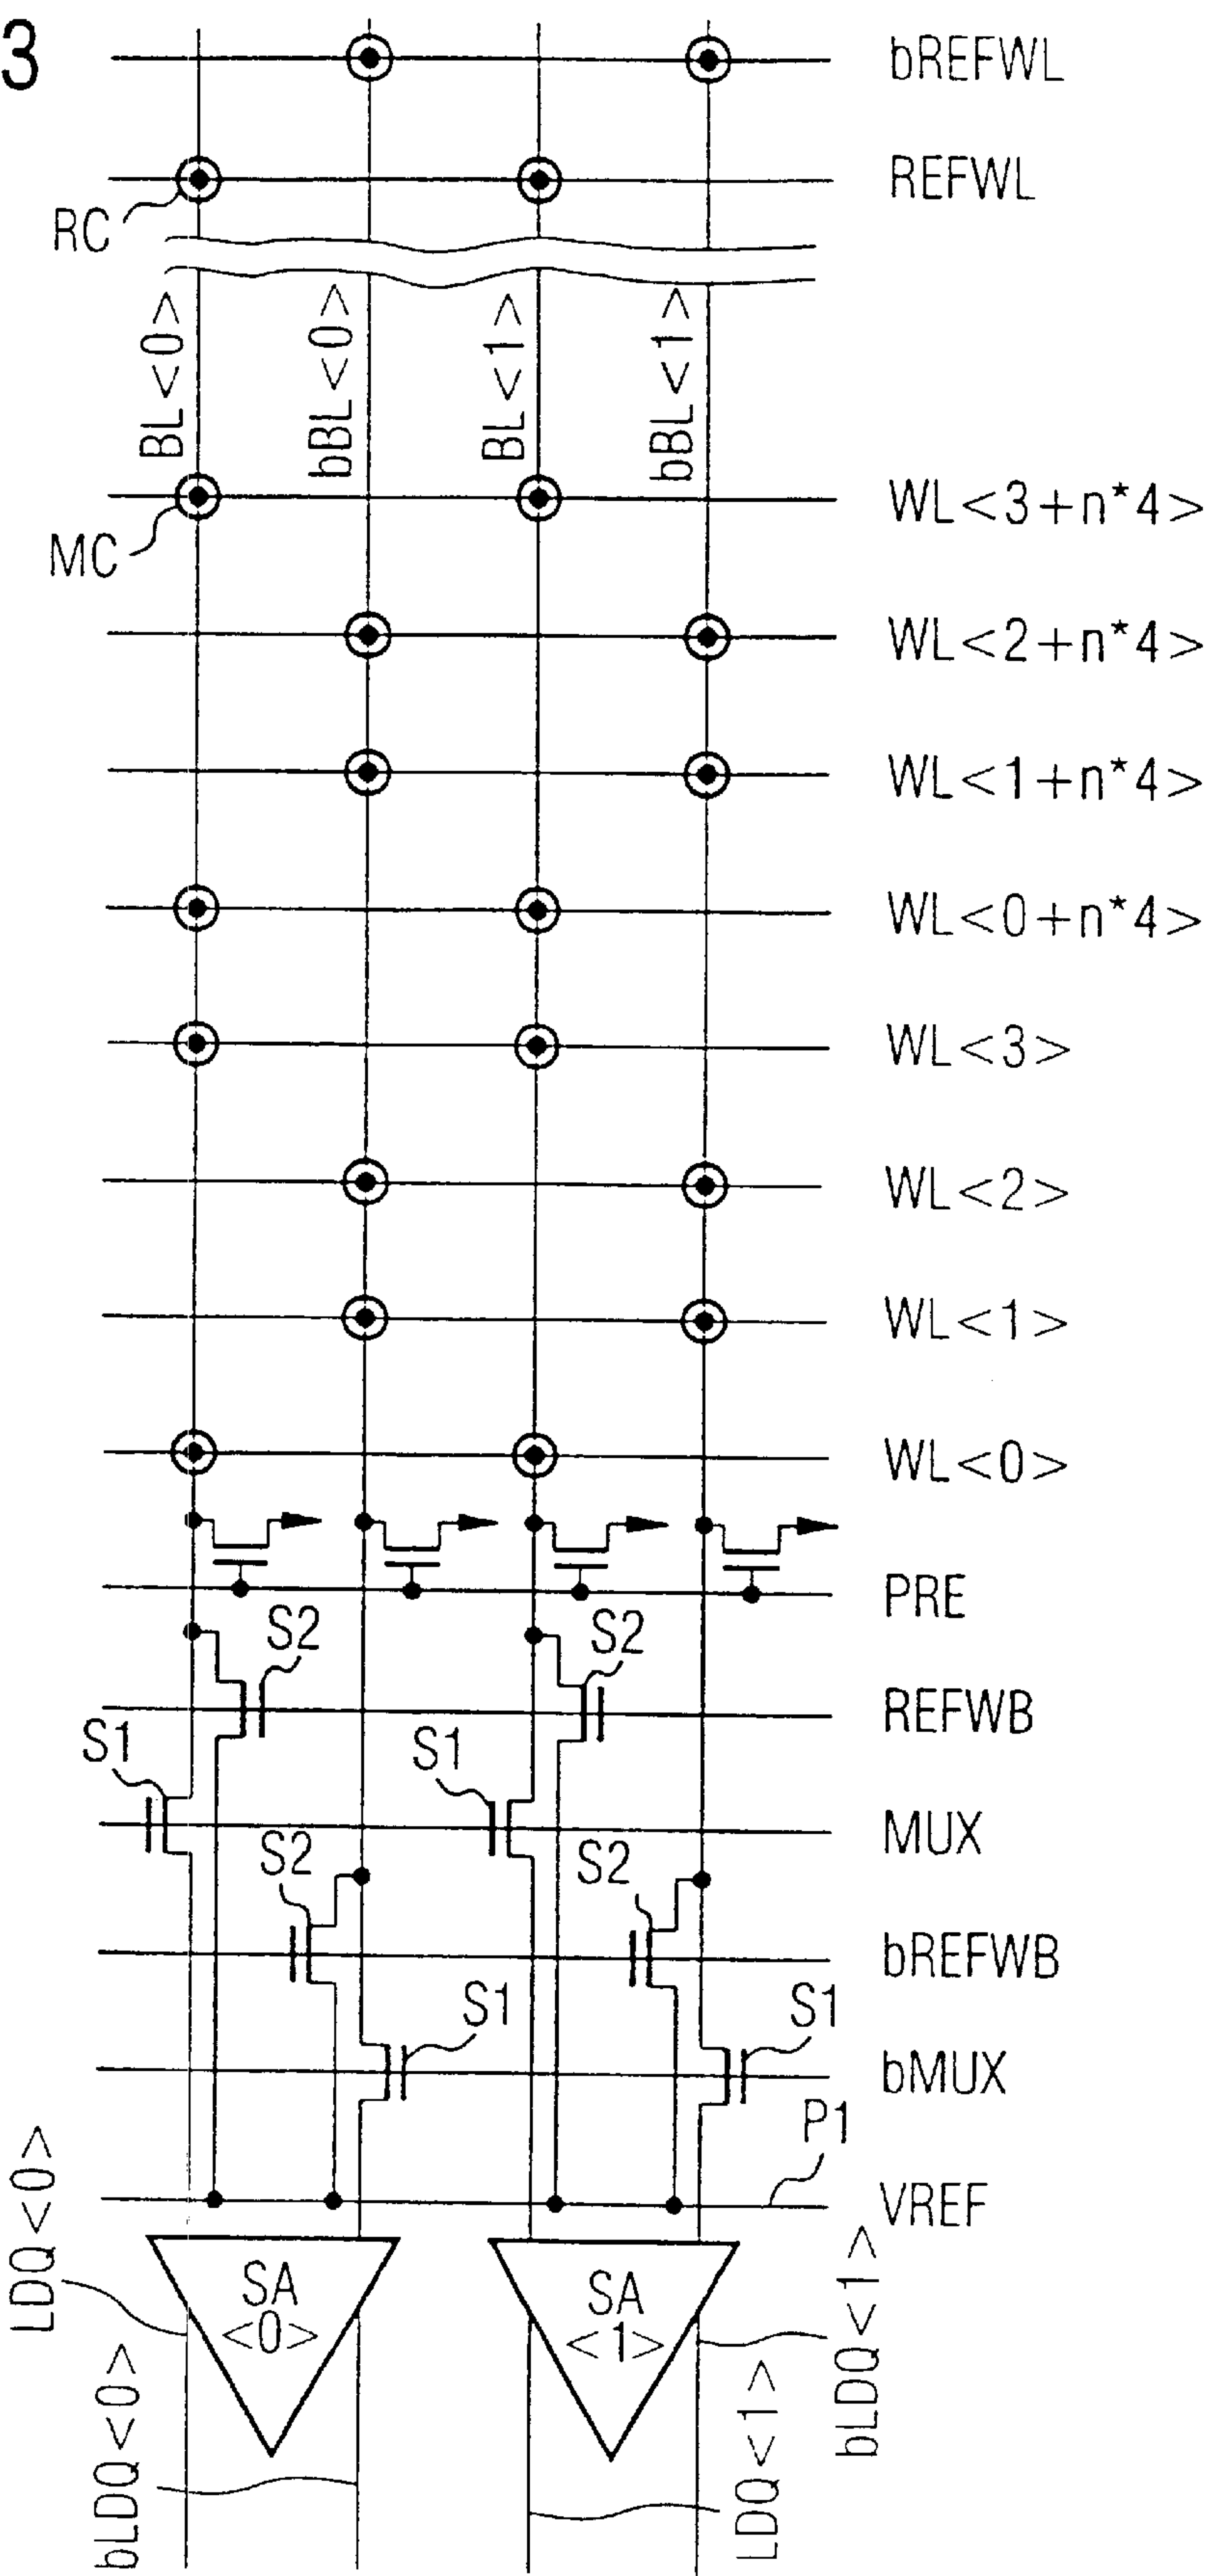 3
bREFWL
REFWL
RC
BL<0>
bBL<0>
BL<1>
bBL<1>
WL<3+n*4>
MC
WL<2+n*4>
WL<1+n*4>
WL<0+n*4>
WL<3>
WL<2>
WL<1>
WL<0>
PRE
S2
S2
REFWB
S1
S1
MUX
S2
S2
bREFWB
S1
S1
bMUX
P1
VREF
LDQ<0>
SA
<0>
SA
<1>
bLDQ<1>
bLDQ<0>
LDQ<1>